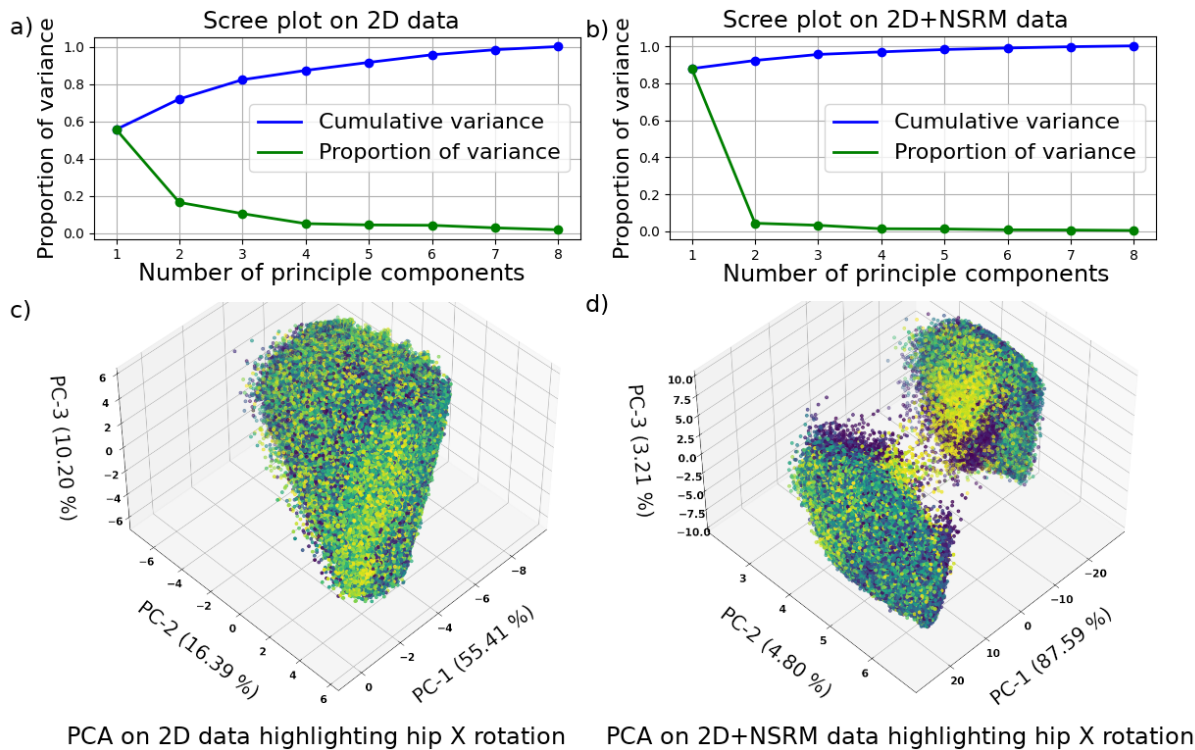 a)
Scree plot on 2D data
Proportion of variance
1.0
0.8
0.6
0.4
0.2
0.0
Cumulative variance
Proportion of variance
1 2 3 4 5 6 7 8
Number of principle components
b)
Scree plot on 2D+NSRM data
Proportion of variance
1.0
0.8
0.6
0.4
0.2
0.0
Cumulative variance
Proportion of variance
1 2 3 4 5 6 7 8
Number of principle components
c)
PC-3 (10.20 %)
6
4
2
0
−2
−4
−6
PC-2 (16.39 %)
−6
−4
−2
0
2
4
6
PC-1 (55.41 %)
0
−2
−4
−6
−8
PCA on 2D data highlighting hip X rotation
d)
PC-3 (3.21 %)
10.0
7.5
5.0
2.5
0.0
−2.5
−5.0
−7.5
−10.0
PC-2 (4.80 %)
3
4
5
6
PC-1 (87.59 %)
20
10
0
−10
−20
PCA on 2D+NSRM data highlighting hip X rotation